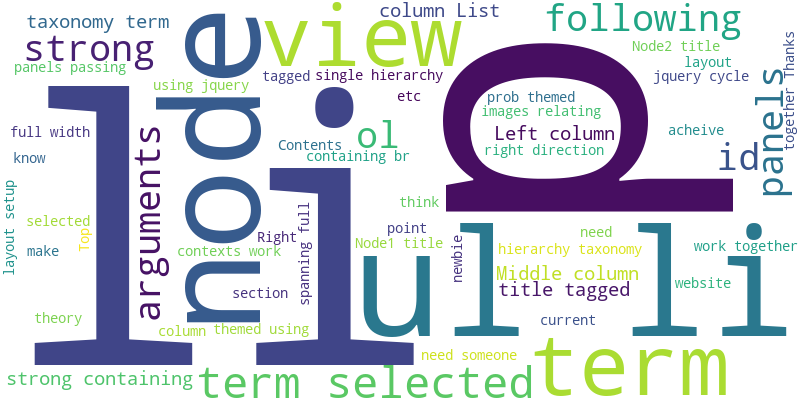 column List
taxonomy term
view
following
strong
node
Node2 title
panels passing
layout
tagged
single hierarchy
jquery cycle
together Thanks
using jquery
li
p
panels
etc
prob themed
images relating
full width
arguments
ol
Left column
acheive
Contents
right direction
id
know
containing br
layout setup
think
selected
Top
Right
spanning full
point
need
make
contexts work
Node1 title
newbie
hierarchy taxonomy
work together
ul li
Middle column
section
title tagged
website
theory
column
themed using
current
need someone
term
strong containing
term selected